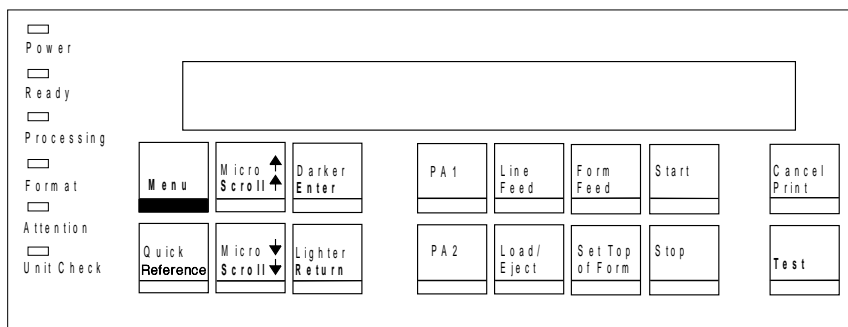 Power
Ready
Processing
Format
Attention
Unit Check
Menu
Micro
Scroll
Darker
Enter
PA1
Line
Feed
Form
Feed
Start
Cancel
Print
Quick
Reference
Micro
Scroll
Lighter
Return
PA2
Load/
Eject
Set Top
of Form
Stop
Test